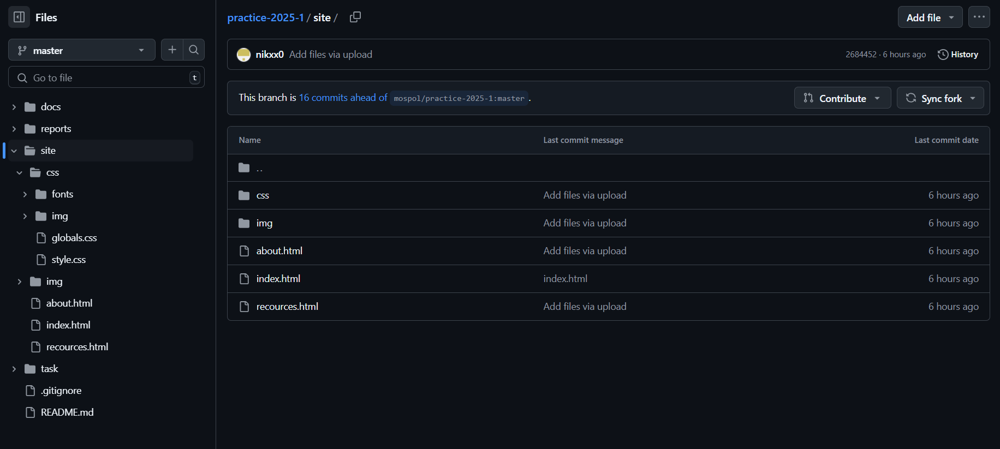 Files
master
Go to file
t
docs
reports
site
css
fonts
img
globals.css
style.css
img
about.html
index.html
recources.html
task
.gitignore
README.md
practice-2025-1 / site /
Add file
nikxx0 Add files via upload
2684452 · 6 hours ago
History
This branch is 16 commits ahead of mospol/practice-2025-1:master .
Contribute
Sync fork
Name Last commit message Last commit date
..
css Add files via upload 6 hours ago
img Add files via upload 6 hours ago
about.html Add files via upload 6 hours ago
index.html index.html 6 hours ago
recources.html Add files via upload 6 hours ago